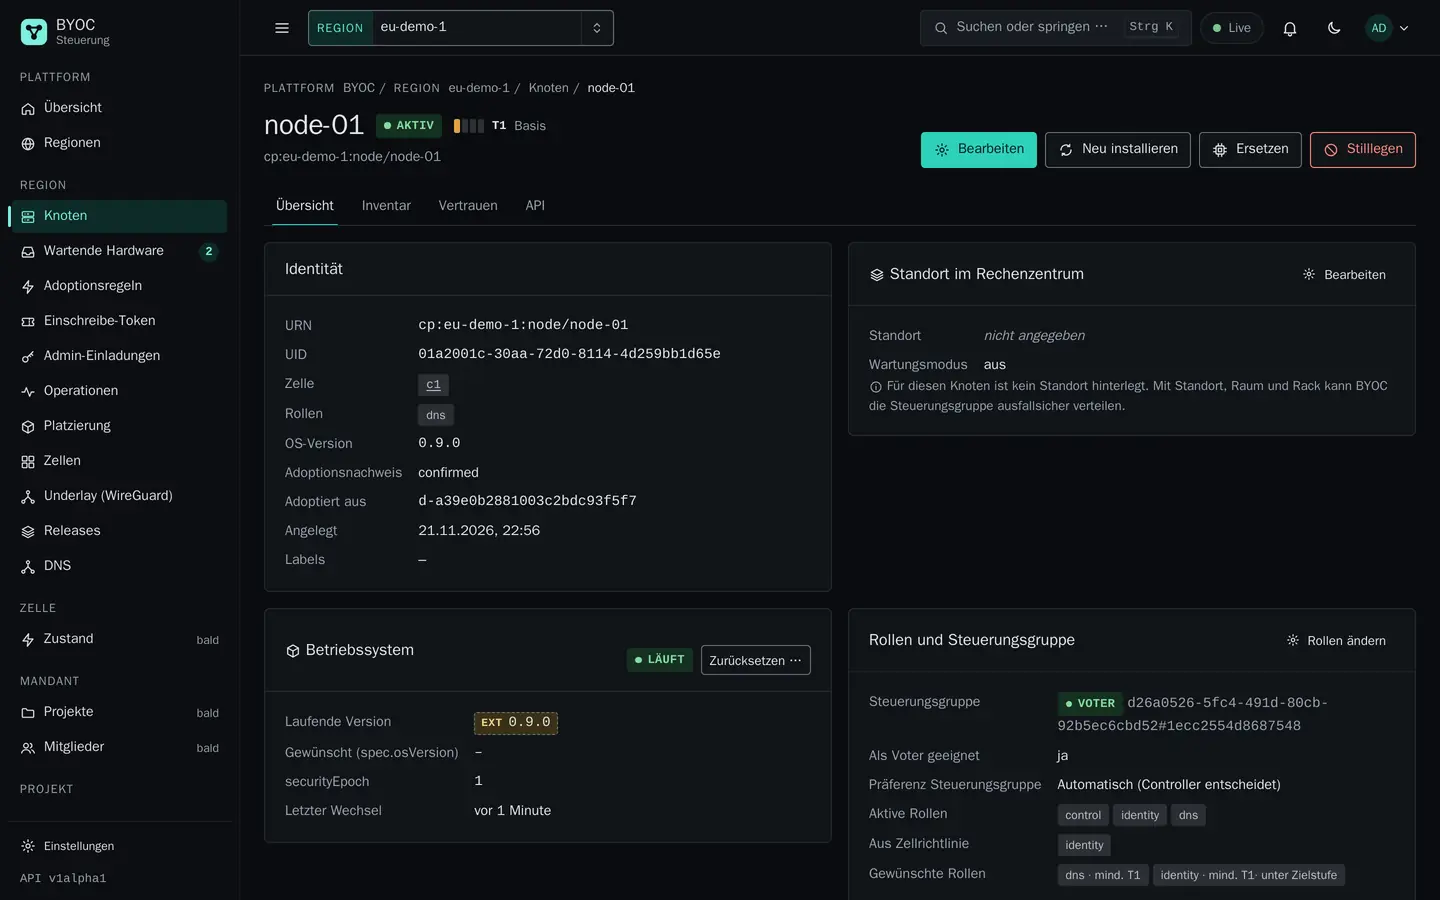 BYOC
Steuerung
REGION eu-demo-1
Suchen oder springen ··· Strg K
Live
AD
PLATTFORM
Übersicht
Regionen
REGION
Knoten
Wartende Hardware 2
Adoptionsregeln
Einschreibe-Token
Admin-Einladungen
Operationen
Platzierung
Zellen
Underlay (WireGuard)
Releases
DNS
ZELLE
Zustand bald
MANDANT
Projekte bald
Mitglieder bald
PROJEKT
Einstellungen
API v1alpha1
PLATTFORM BYOC / REGION eu-demo-1 / Knoten / node-01
node-01 AKTIV T1 Basis
cp:eu-demo-1:node/node-01
Bearbeiten Neu installieren Ersetzen Stilllegen
Übersicht Inventar Vertrauen API
Identität
URN cp:eu-demo-1:node/node-01
UID 01a2001c-30aa-72d0-8114-4d259bb1d65e
Zelle c1
Rollen dns
OS-Version 0.9.0
Adoptionsnachweis confirmed
Adoptiert aus d-a39e0b2881003c2bdc93f5f7
Angelegt 21.11.2026, 22:56
Labels —
Standort im Rechenzentrum Bearbeiten
Standort nicht angegeben
Wartungsmodus aus
Für diesen Knoten ist kein Standort hinterlegt. Mit Standort, Raum und Rack kann BYOC
die Steuerungsgruppe ausfallsicher verteilen.
Betriebssystem LÄUFT Zurücksetzen ···
Laufende Version EXT 0.9.0
Gewünscht (spec.osVersion) –
securityEpoch 1
Letzter Wechsel vor 1 Minute
Rollen und Steuerungsgruppe Rollen ändern
Steuerungsgruppe VOTER d26a0526-5fc4-491d-80cb-
92b5ec6cbd52#1ecc2554d8687548
Als Voter geeignet ja
Präferenz Steuerungsgruppe Automatisch (Controller entscheidet)
Aktive Rollen control identity dns
Aus Zellrichtlinie identity
Gewünschte Rollen dns · mind. T1 identity · mind. T1 · unter Zielstufe